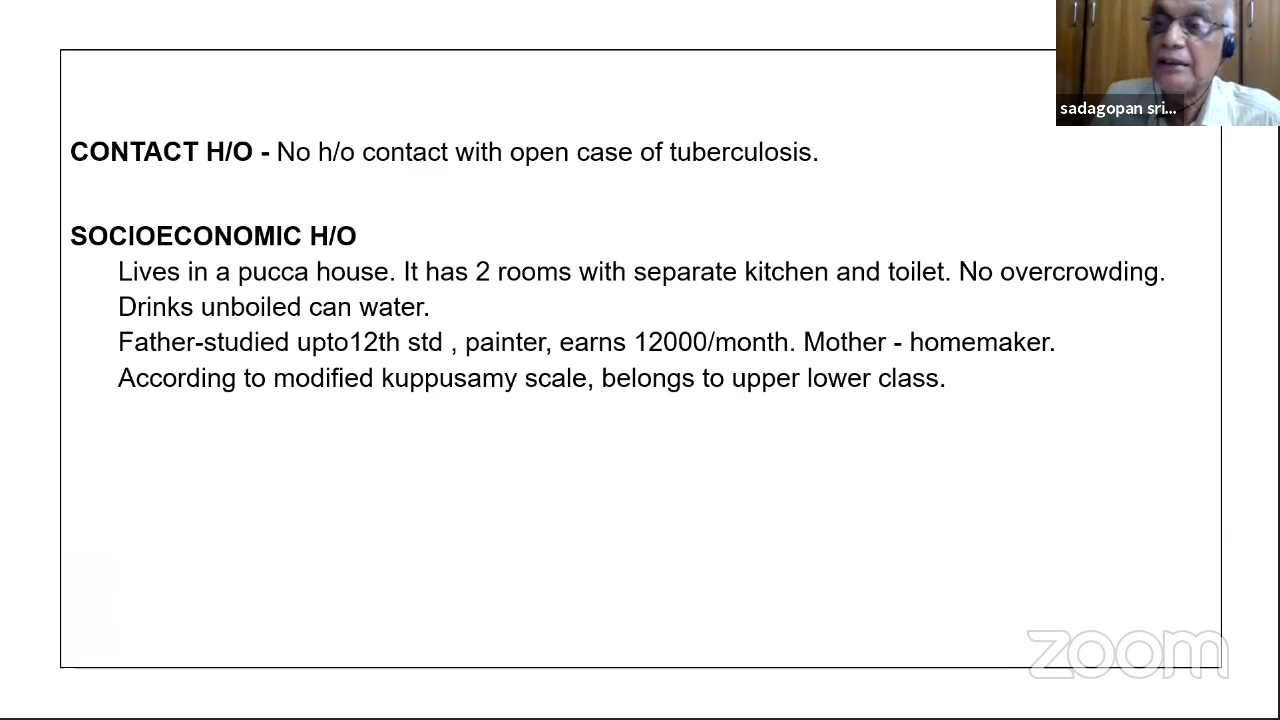 sadagopan sri...
CONTACT H/O - No h/o contact with open case of tuberculosis.
SOCIOECONOMIC H/O
Lives in a pucca house. It has 2 rooms with separate kitchen and toilet. No overcrowding.
Drinks unboiled can water.
Father-studied upto12th std , painter, earns 12000/month. Mother - homemaker.
According to modified kuppusamy scale, belongs to upper lower class.
zoom